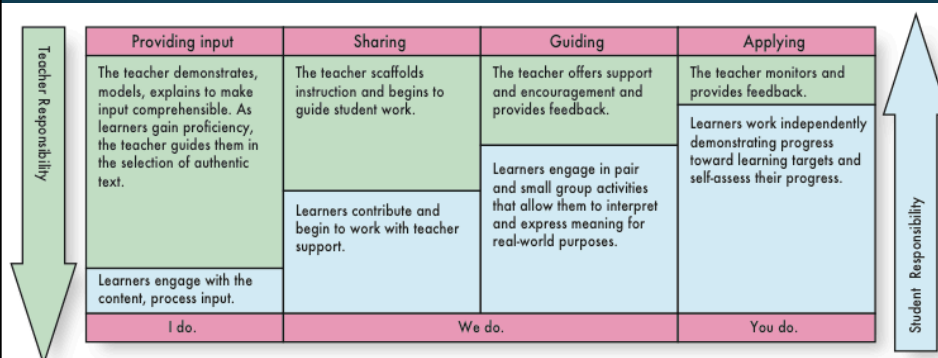 Teacher Responsibility
Providing input
The teacher demonstrates,
models, explains to make
input comprehensible. As
learners gain proficiency,
the teacher guides them in
the selection of authentic
text.
Learners engage with the
content, process input.
Sharing
The teacher scaffolds
instruction and begins to
guide student work.
Learners contribute and
begin to work with teacher
support.
Guiding
The teacher offers support
and encouragement and
provides feedback.
Learners engage in pair
and small group activities
that allow them to interpret
and express meaning for
real-world purposes.
Applying
The teacher monitors and
provides feedback.
Learners work independently
demonstrating progress
toward learning targets and
self-assess their progress.
I do.
We do.
You do.
Student Responsibility